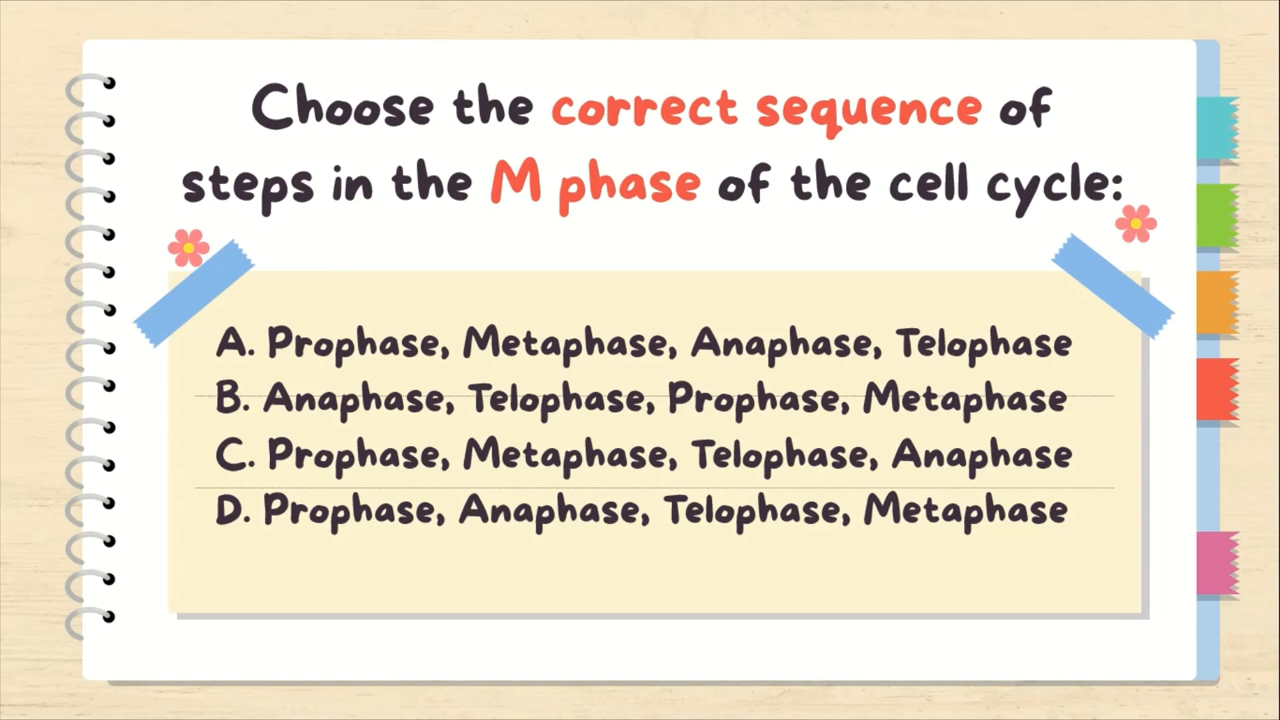 Choose the correct sequence of
steps in the M phase of the cell cycle:
A. Prophase, Metaphase, Anaphase, Telophase
B. Anaphase, Telophase, Prophase, Metaphase
C. Prophase, Metaphase, Telophase, Anaphase
D. Prophase, Anaphase, Telophase, Metaphase